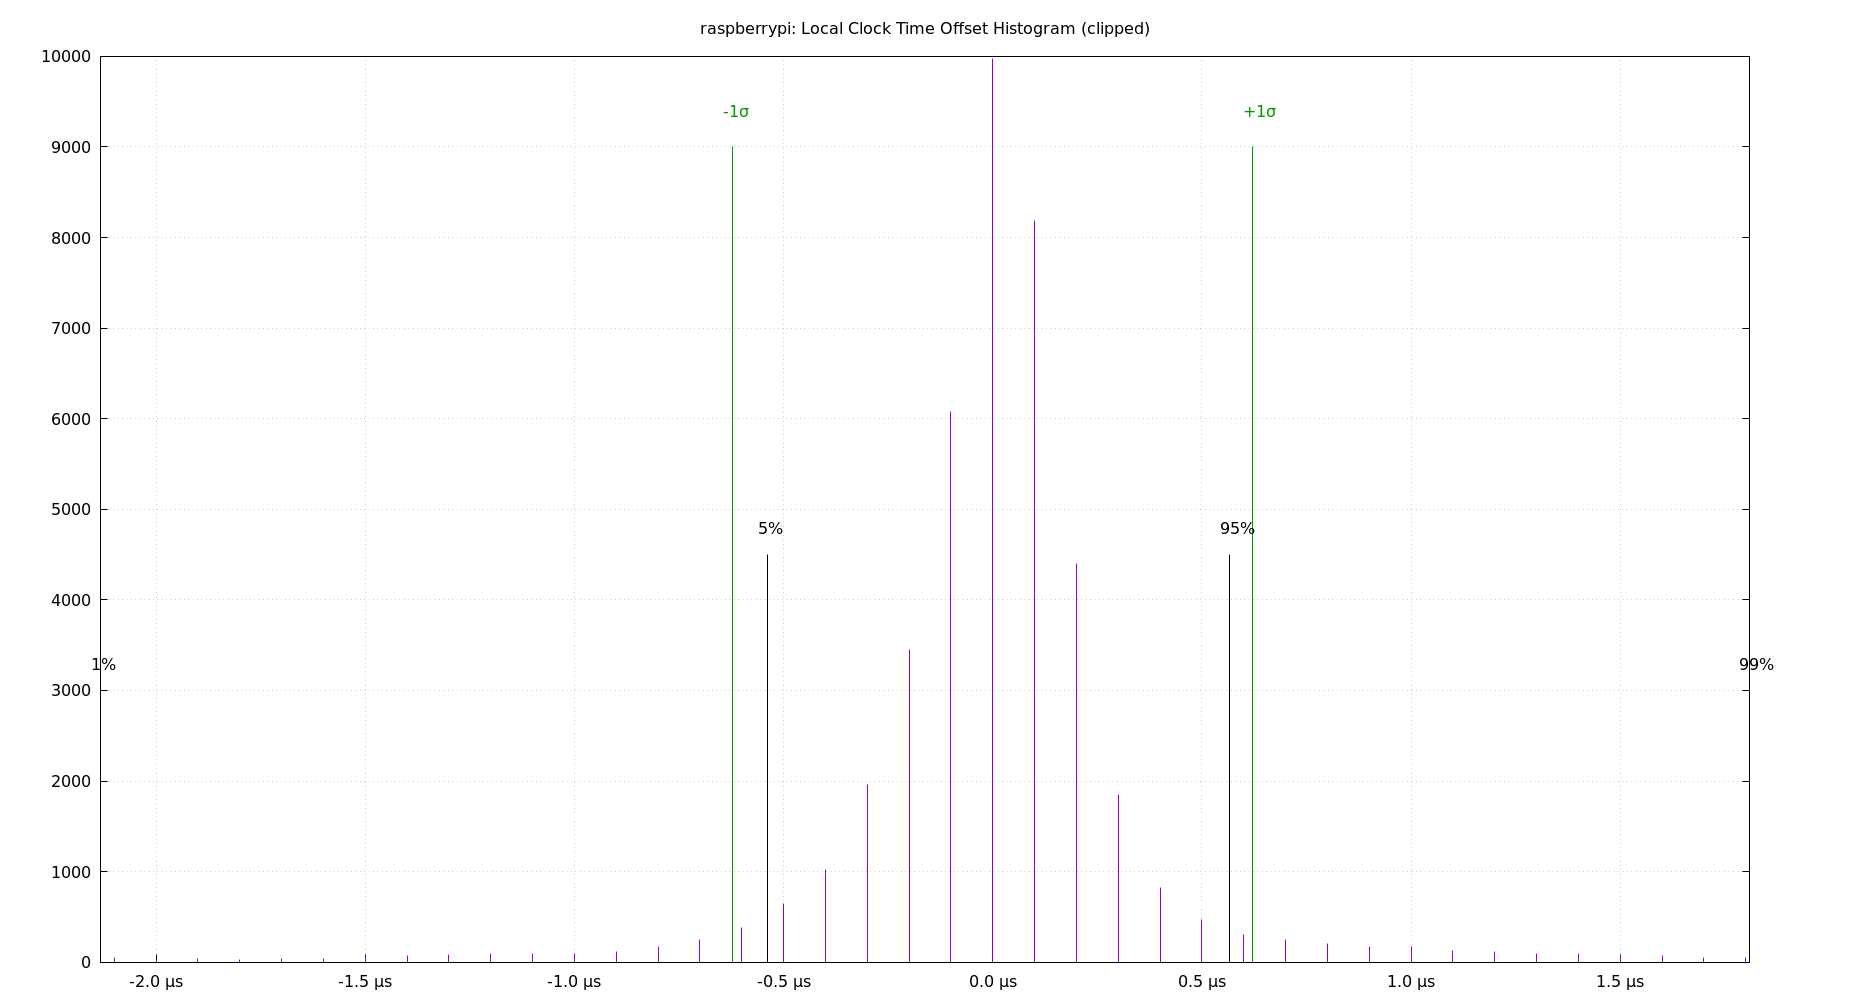 raspberrypi: Local Clock Time Offset Histogram (clipped)
10000
-1σ
+1σ
9000
8000
7000
6000
5000
5%
95%
4000
1%
99%
3000
2000
1000
0
-2.0 µs
-1.5 µs
-1.0 µs
-0.5 µs
0.0 µs
0.5 µs
1.0 µs
1.5 µs